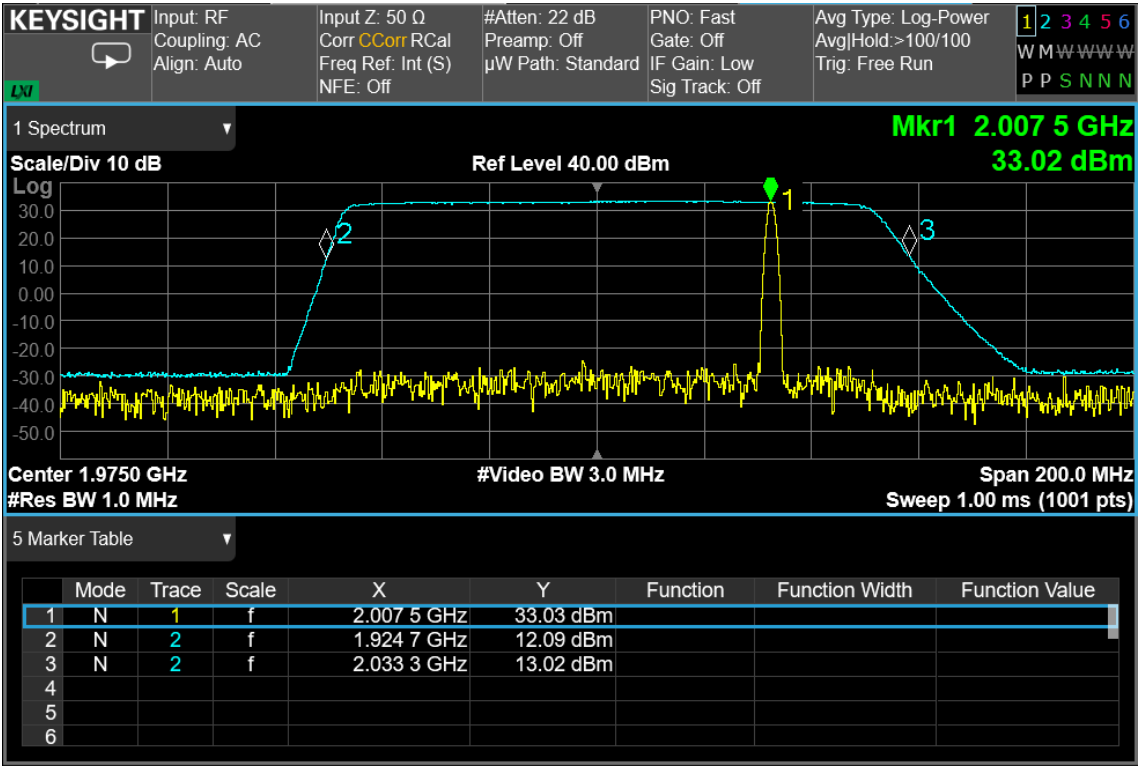 KEYSIGHT Input: RF Input Z: 50 Ω #Atten: 22 dB PNO: Fast Avg Type: Log-Power 1 2 3 4 5 6
Coupling: AC Corr CCorr RCal Preamp: Off Gate: Off Avg|Hold:>100/100 W M W W W W
Align: Auto Freq Ref: Int (S) µW Path: Standard IF Gain: Low Trig: Free Run
LXI NFE: Off Sig Track: Off P P S N N N
1 Spectrum
Mkr1 2.007 5 GHz
Scale/Div 10 dB Ref Level 40.00 dBm 33.02 dBm
Log
30.0
20.0
10.0
0.00
-10.0
-20.0
-30.0
-40.0
-50.0
1
2
3
Center 1.9750 GHz #Video BW 3.0 MHz Span 200.0 MHz
#Res BW 1.0 MHz Sweep 1.00 ms (1001 pts)
5 Marker Table
Mode Trace Scale X Y Function Function Width Function Value
1 N 1 f 2.007 5 GHz 33.03 dBm
2 N 2 f 1.924 7 GHz 12.09 dBm
3 N 2 f 2.033 3 GHz 13.02 dBm
4
5
6